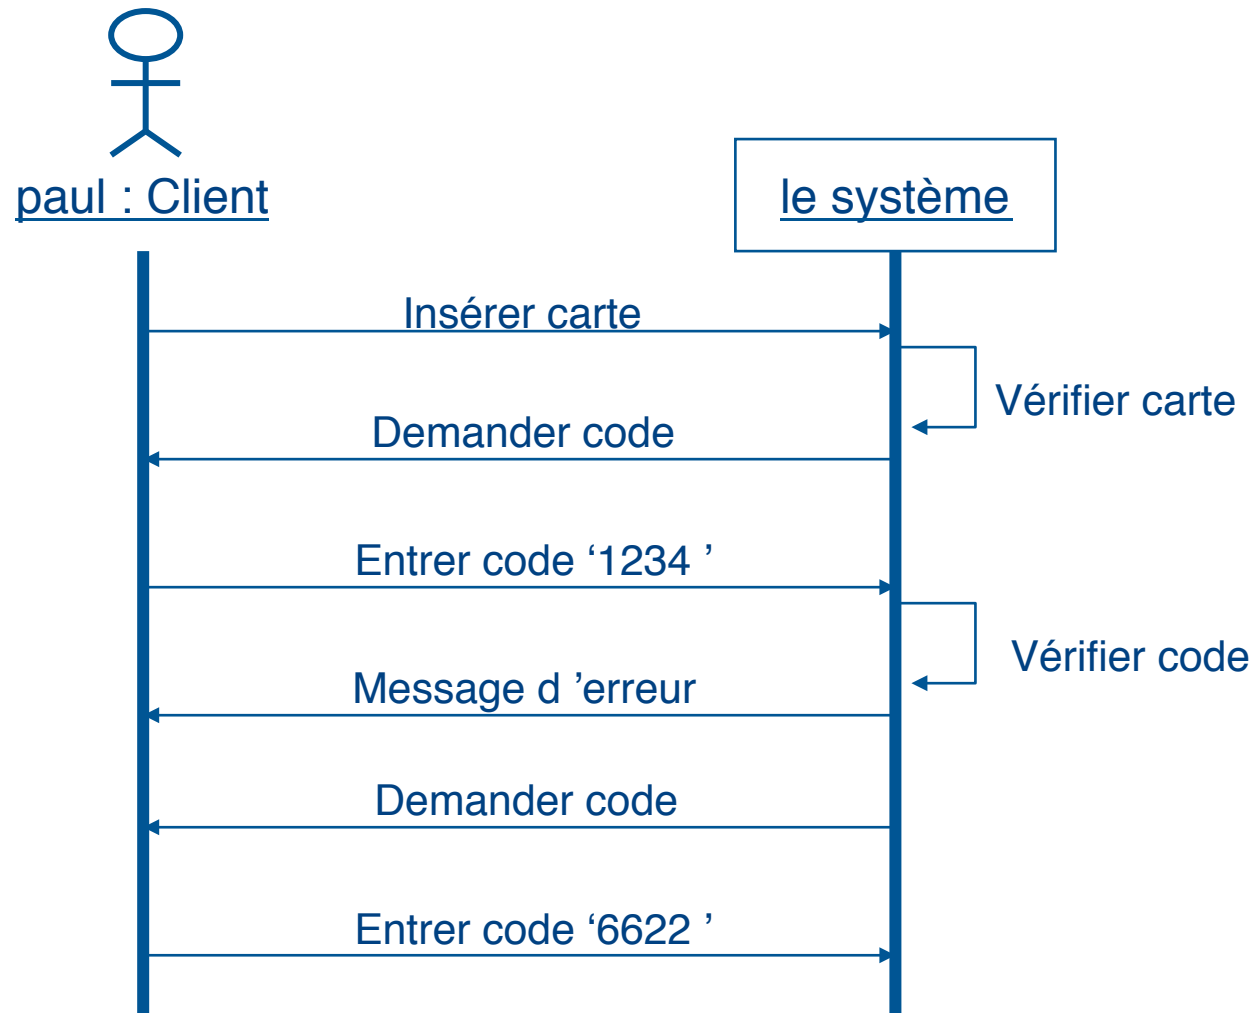 paul : Client
le système
Insérer carte
Vérifier carte
Demander code
Entrer code ‘1234 ’
Vérifier code
Message d ’erreur
Demander code
Entrer code ‘6622 ’